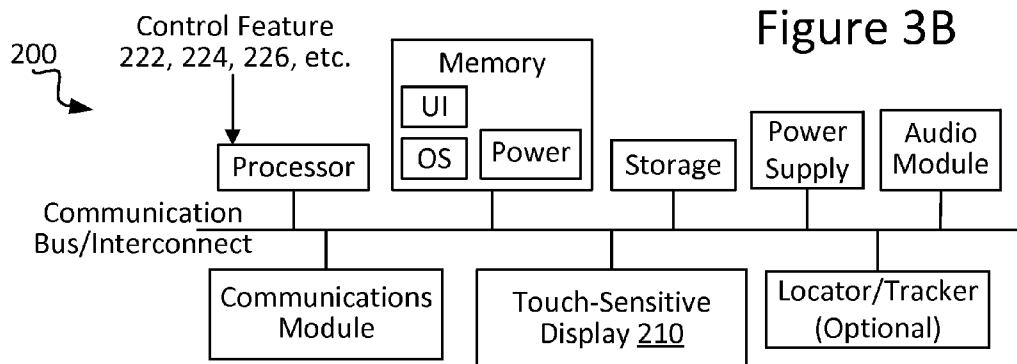 Figure 3B
200
Control Feature
222, 224, 226, etc.
Processor
Memory
UI
OS
Power
Storage
Power
Supply
Audio
Module
Communication
Bus/Interconnect
Communications
Module
Touch-Sensitive
Display 210
Locator/Tracker
(Optional)